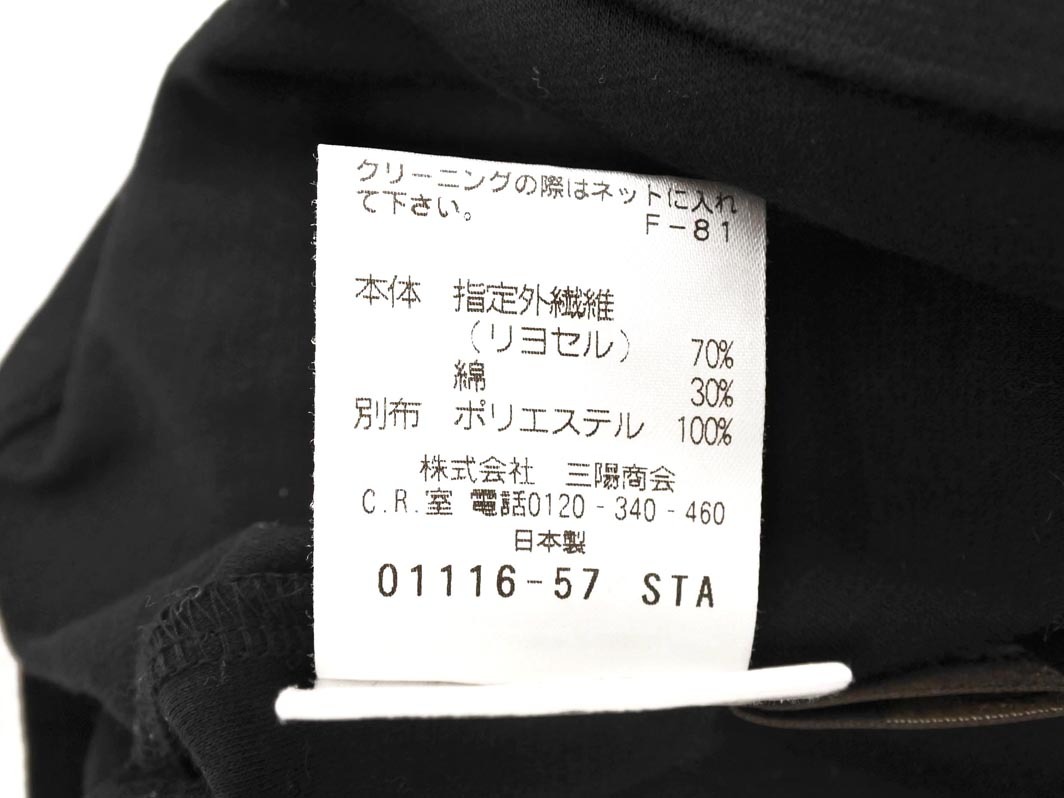 クリーニングの際はネットに入れ
て下さい。
F-81
本体 指定外繊維
(リヨセル) 70%
綿 30%
別布 ポリエステル 100%
株式会社 三陽商会
C.R.室 電話0120-340-460
日本製
01116-57 STA